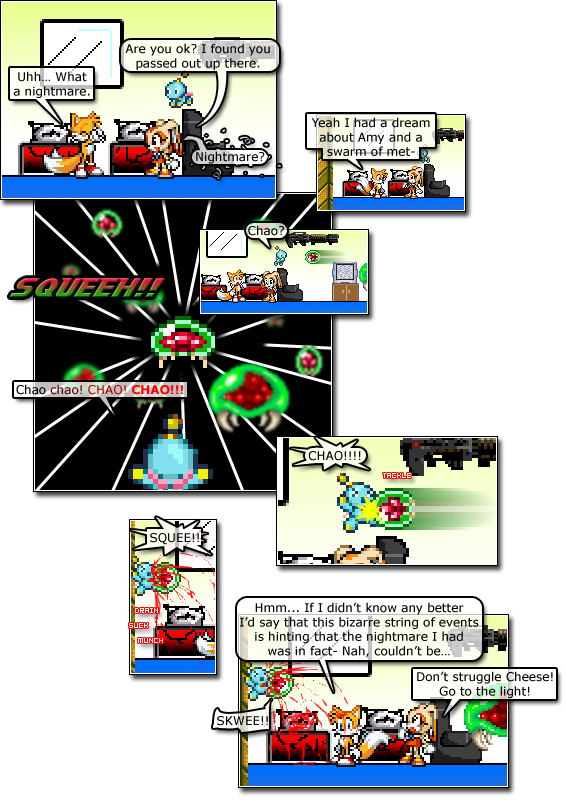 Uhh... What
a nightmare.
Are you ok? I found you
passed out up there.
Nightmare?
Yeah I had a dream
about Amy and a
swarm of met-
Chao?
SQUEEH!!
Chao chao! CHAO! CHAO!!!
CHAO!!!!
TACKLE
SQUEE!!
DRAIN
SUCK
MUNCH
Hmm... If I didn't know any better
I'd say that this bizarre string of events
is hinting that the nightmare I had
was in fact- Nah, couldn't be...
Don't struggle Cheese!
Go to the light!
SKWEE!!